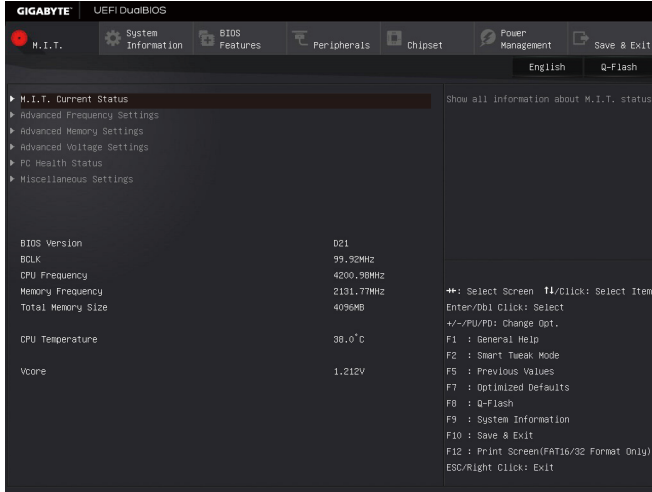 GIGABYTE™ UEFI DualBIOS
M.I.T.
System Information
BIOS Features
Peripherals
Chipset
Power Management
Save & Exit
English
Q-Flash
M.I.T. Current Status
Advanced Frequency Settings
Advanced Memory Settings
Advanced Voltage Settings
PC Health Status
Miscellaneous Settings
Show all information about M.I.T. status
BIOS Version D21
BCLK 99.92MHz
CPU Frequency 4200.98MHz
Memory Frequency 2131.77MHz
Total Memory Size 4096MB
CPU Temperature 38.0°C
Vcore 1.212V
→←: Select Screen ↑↓/Click: Select Item
Enter/Dbl Click: Select
+/-/PU/PD: Change Opt.
F1 : General Help
F2 : Smart Tweak Mode
F5 : Previous Values
F7 : Optimized Defaults
F8 : Q-Flash
F9 : System Information
F10 : Save & Exit
F12 : Print Screen(FAT16/32 Format Only)
ESC/Right Click: Exit